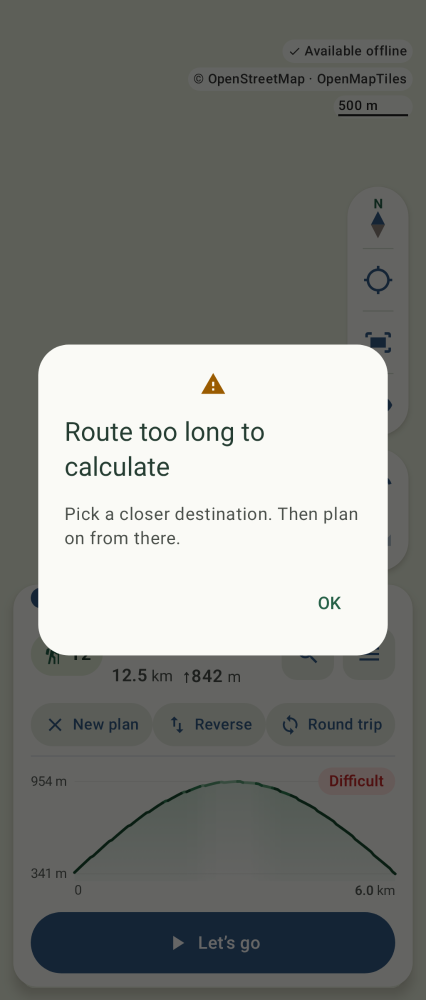 Available offline
© OpenStreetMap · OpenMapTiles
500 m
N
Route too long to
calculate
Pick a closer destination. Then plan
on from there.
OK
12
12.5 km ↑842 m
New plan
Reverse
Round trip
954 m
Difficult
341 m
0
6.0 km
Let's go